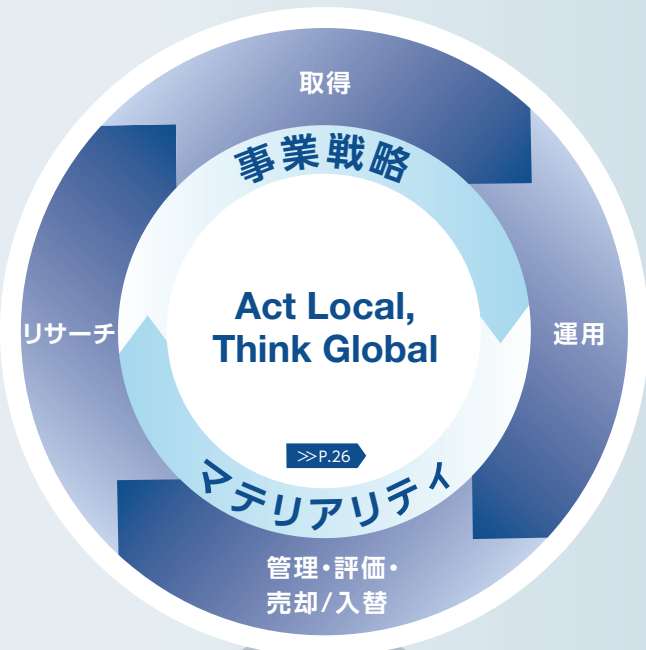 取得
事業戦略
Act Local,
Think Global
リサーチ
運用
>>P.26
マテリアリティ
管理・評価・
売却/入替